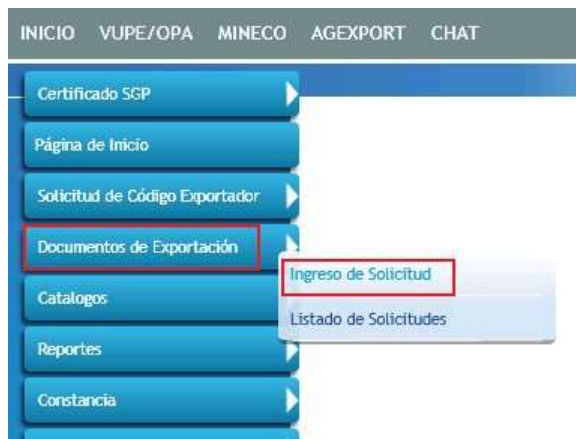 INICIO VUPE/OPA MINECO AGEXPORT CHAT
Certificado SGP
Página de Inicio
Solicitud de Código Exportador
Documentos de Exportación
Ingreso de Solicitud
Catalogos
Listado de Solicitudes
Reportes
Constancia